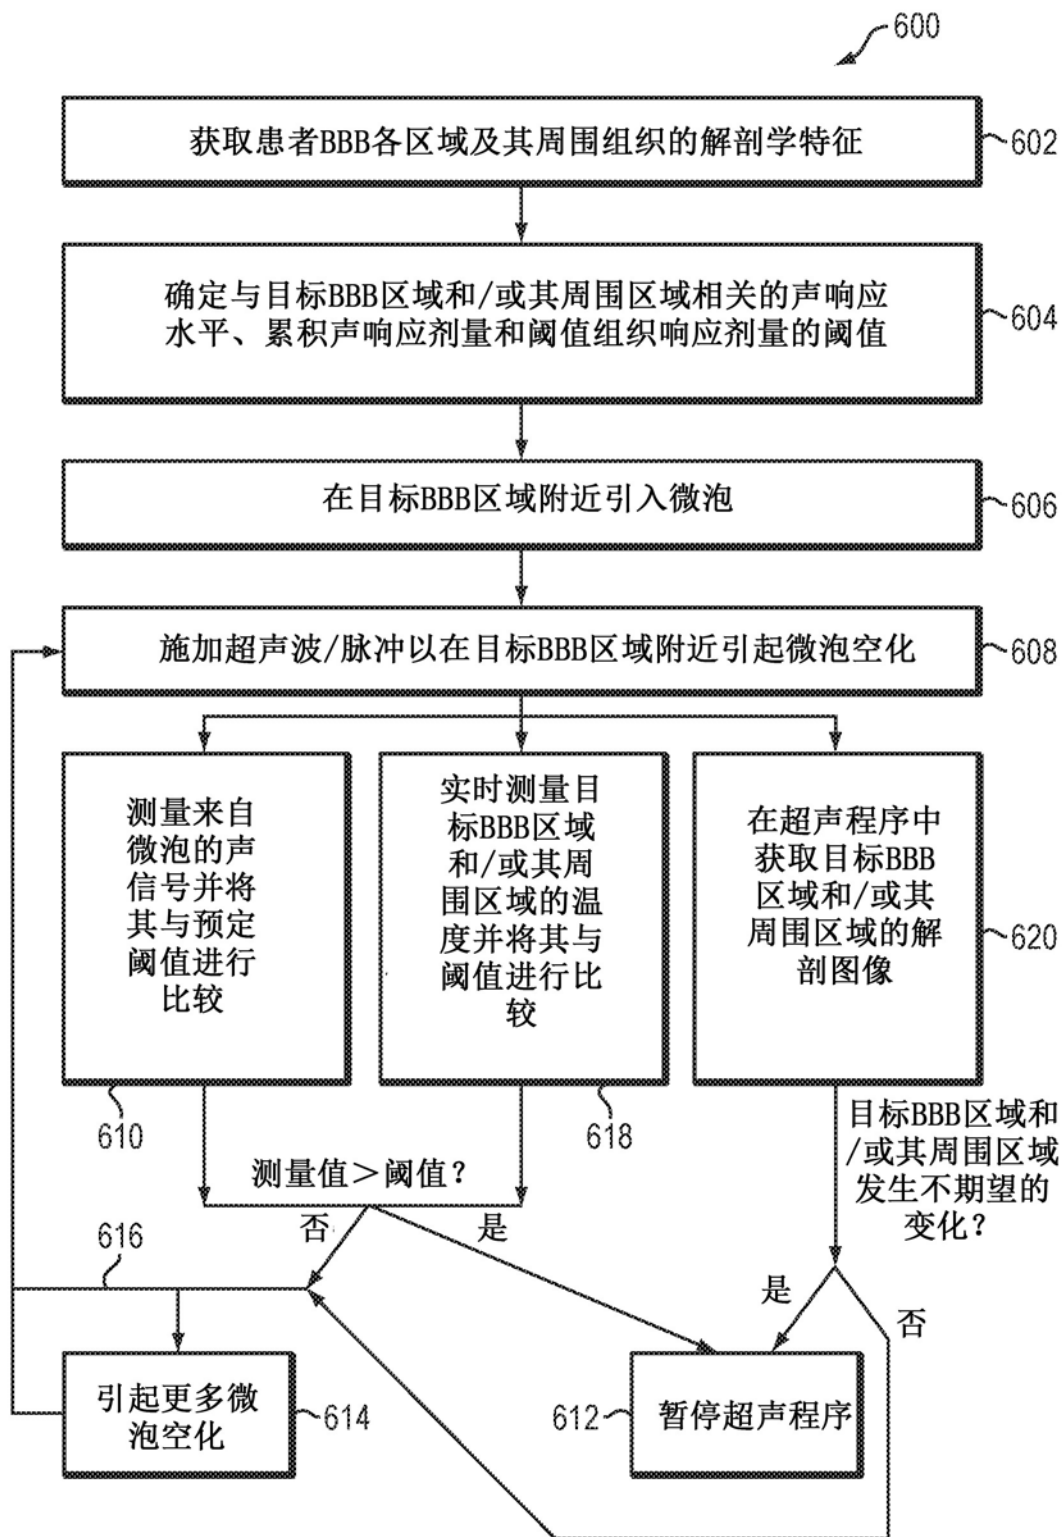 600
获取患者BBB各区域及其周围组织的解剖学特征
602
确定与目标BBB区域和/或其周围区域相关的声响应
水平、累积声响应剂量和阈值组织响应剂量的阈值
604
在目标BBB区域附近引入微泡
606
施加超声波/脉冲以在目标BBB区域附近引起微泡空化
608
测量来自
微泡的声
信号并将
其与预定
阈值进行
比较
610
实时测量目
标BBB区域
和/或其周
围区域的温
度并将其与
阈值进行比
较
618
在超声程序中
获取目标BBB
区域和/或其
周围区域的解
剖图像
620
测量值＞阈值？
否
是
目标BBB区域和
/或其周围区域
发生不期望的
变化？
是
否
616
引起更多微
泡空化
614
612
暂停超声程序